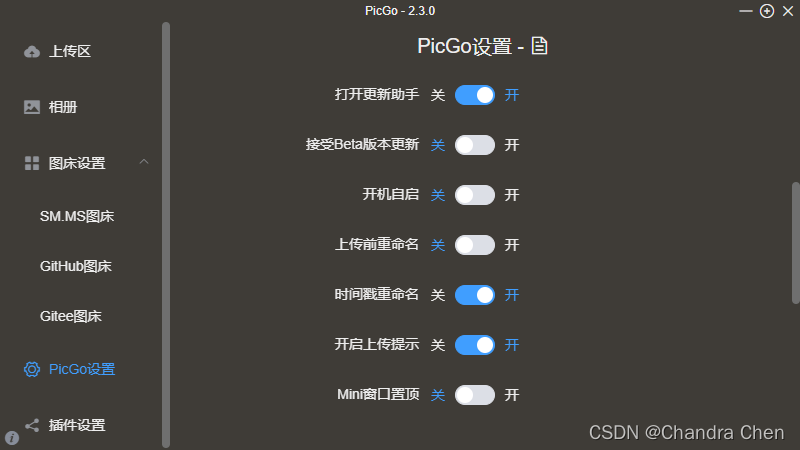 PicGo - 2.3.0
上传区
相册
图床设置
SM.MS图床
GitHub图床
Gitee图床
PicGo设置
插件设置
PicGo设置 -
打开更新助手 关 开
接受Beta版本更新 关 开
开机自启 关 开
上传前重命名 关 开
时间戳重命名 关 开
开启上传提示 关 开
Mini窗口置顶 关 开
CSDN @Chandra Chen